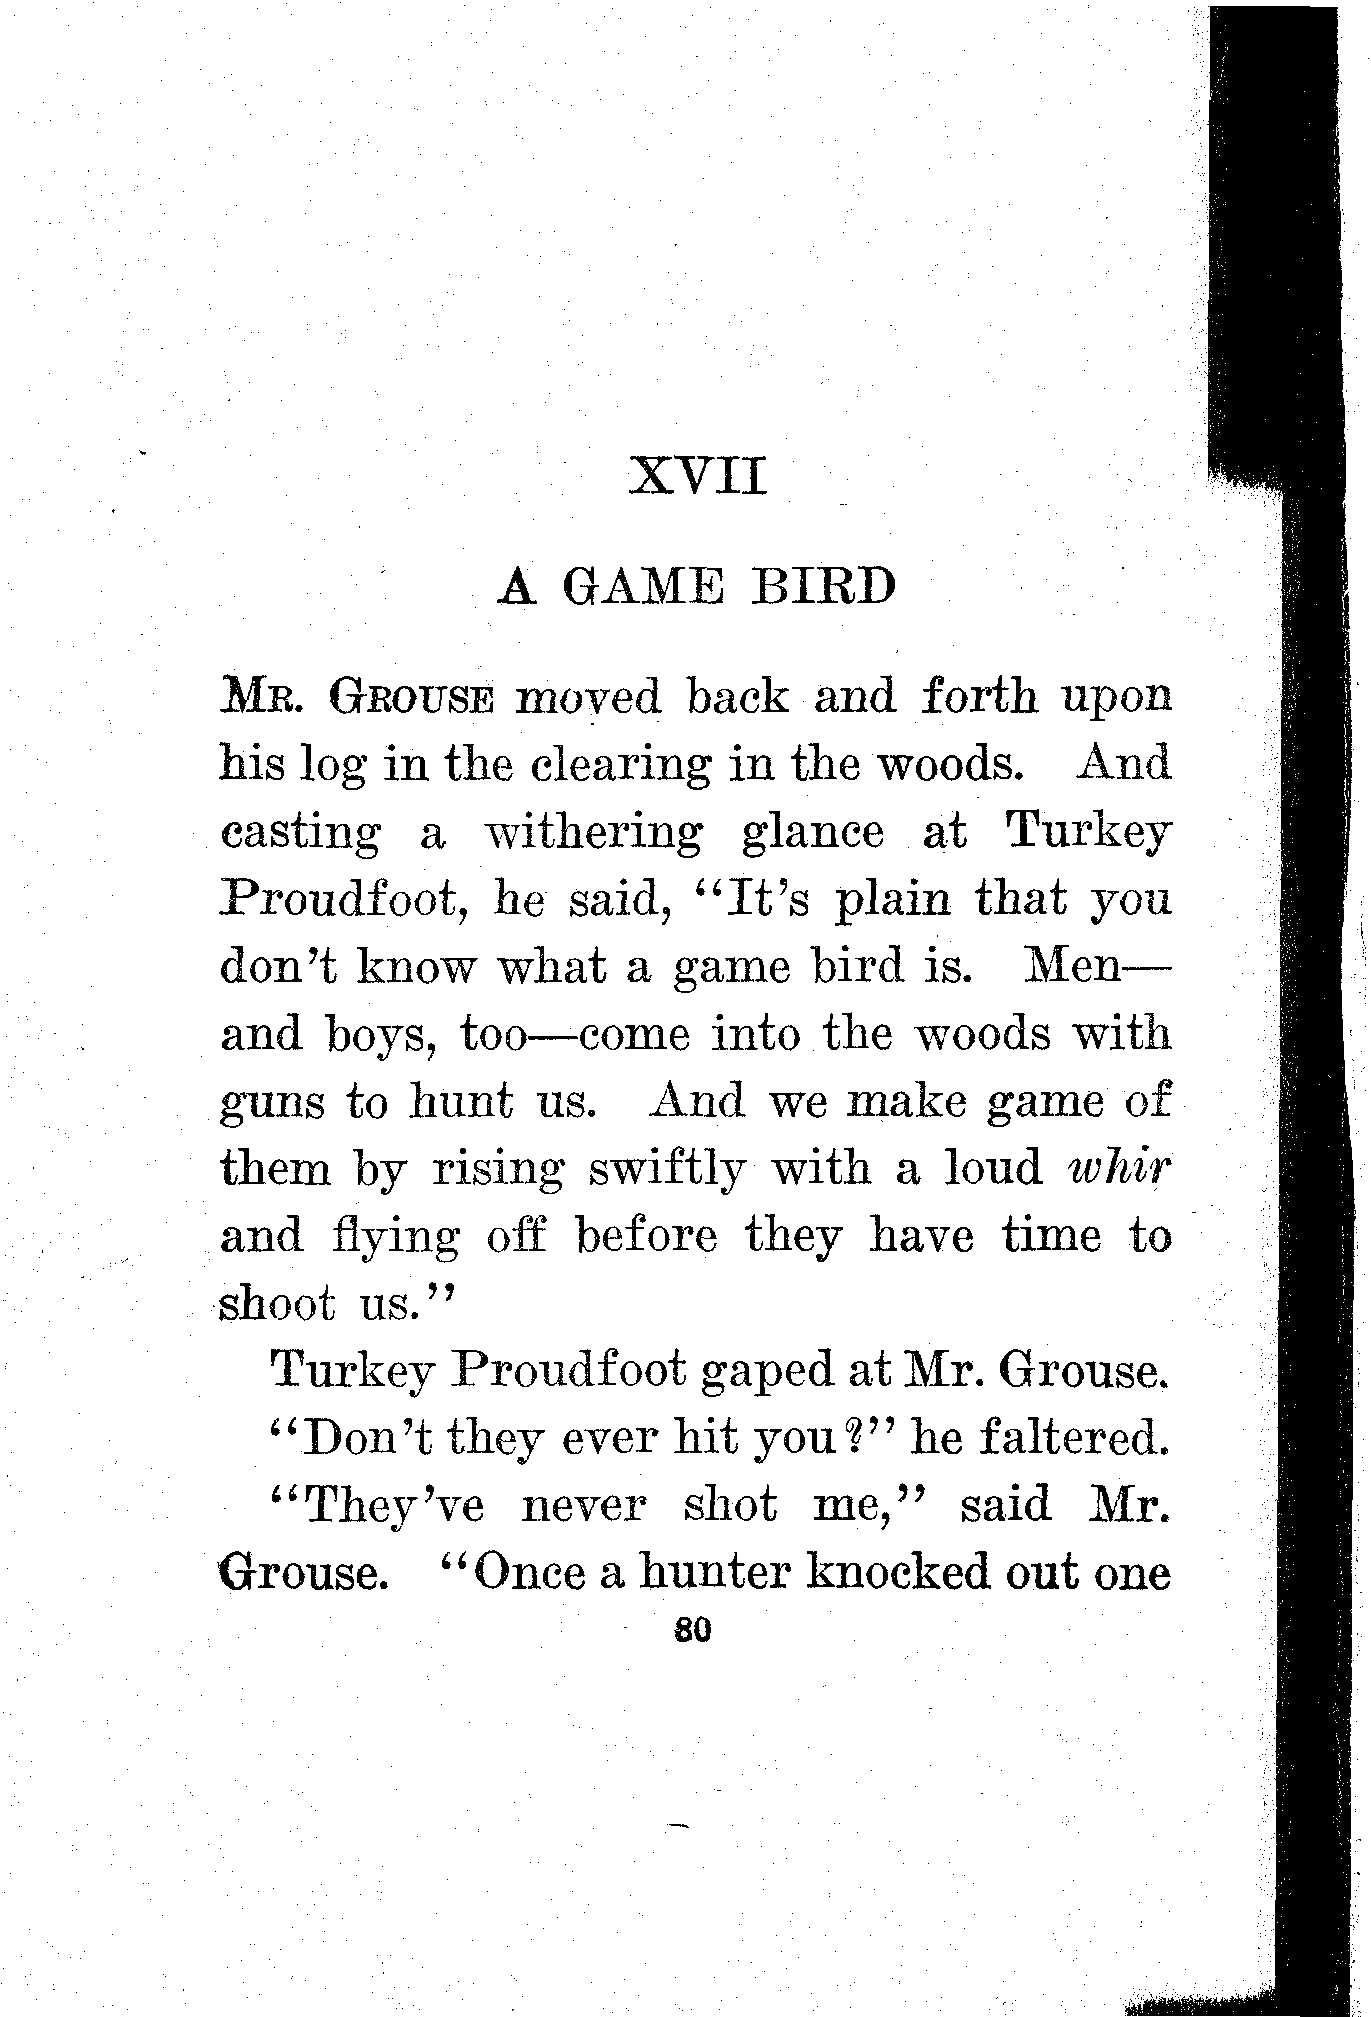 XVII
A GAME BIRD
MR. GROUSE moved back and forth upon
his log in the clearing in the woods. And
casting a withering glance at Turkey
Proudfoot, he said, "It's plain that you
don't know what a game bird is. Men—
and boys, too—come into the woods with
guns to hunt us. And we make game of
them by rising swiftly with a loud whir
and flying off before they have time to
shoot us."
Turkey Proudfoot gaped at Mr. Grouse.
"Don't they ever hit you?" he faltered.
"They've never shot me," said Mr.
Grouse. "Once a hunter knocked out one
80